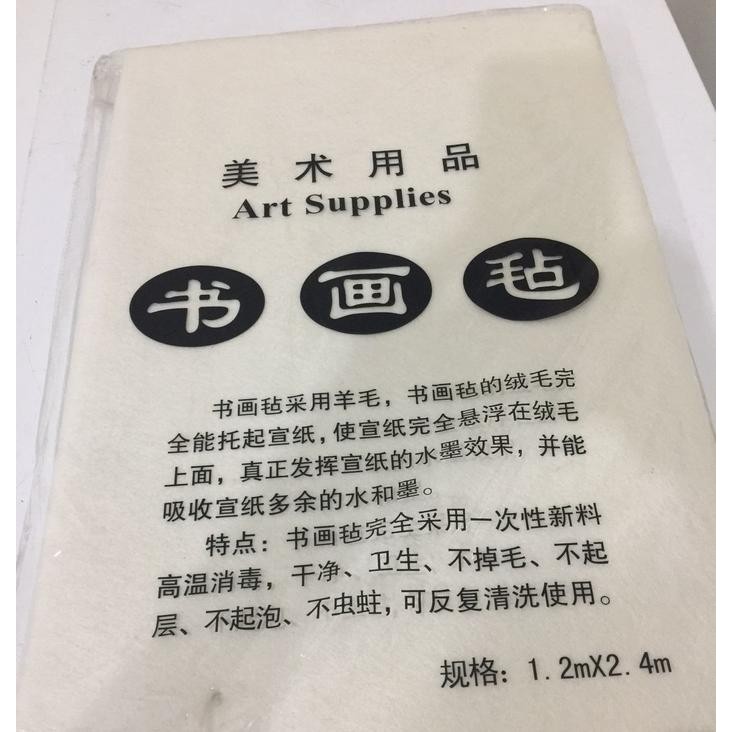 美术用品
Art Supplies
书画毡
书画毡采用羊毛，书画毡的绒毛完
全能托起宣纸，使宣纸完全悬浮在绒毛
上面，真正发挥宣纸的水墨效果，并能
吸收宣纸多余的水和墨。
特点：书画毡完全采用一次性新料
高温消毒，干净、卫生、不掉毛、不起
层、不起泡、不虫蛀，可反复清洗使用。
规格：1.2mX2.4m